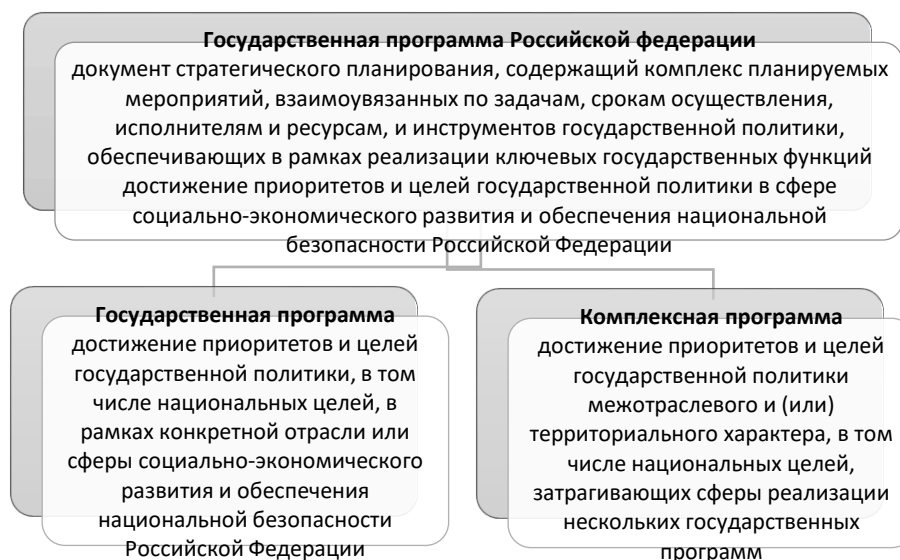 Государственная программа Российской федерации
документ стратегического планирования, содержащий комплекс планируемых
мероприятий, взаимоувязанных по задачам, срокам осуществления,
исполнителям и ресурсам, и инструментов государственной политики,
обеспечивающих в рамках реализации ключевых государственных функций
достижение приоритетов и целей государственной политики в сфере
социально-экономического развития и обеспечения национальной
безопасности Российской Федерации
Государственная программа
достижение приоритетов и целей
государственной политики, в том
числе национальных целей, в
рамках конкретной отрасли или
сферы социально-экономического
развития и обеспечения
национальной безопасности
Российской Федерации
Комплексная программа
достижение приоритетов и целей
государственной политики
межотраслевого и (или)
территориального характера, в том
числе национальных целей,
затрагивающих сферы реализации
нескольких государственных
программ